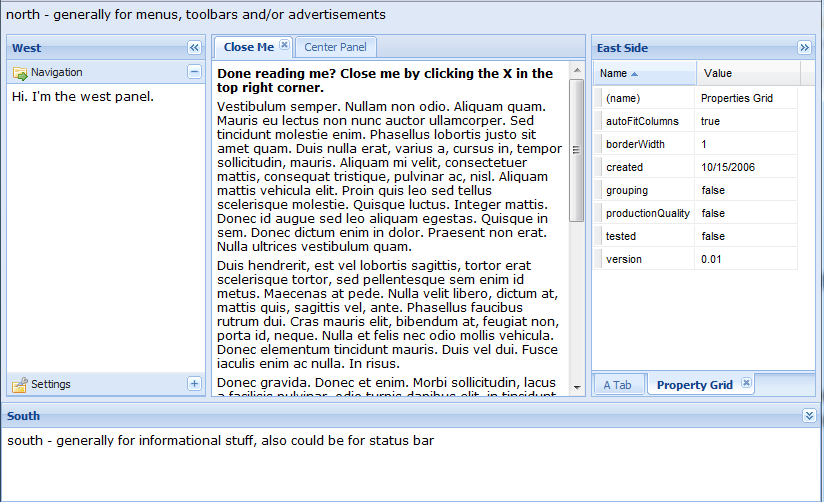 north - generally for menus, toolbars and/or advertisements
West
Navigation
Hi. I'm the west panel.
Settings
Close Me
Center Panel
Done reading me? Close me by clicking the X in the
top right corner.
Vestibulum semper. Nullam non odio. Aliquam quam.
Mauris eu lectus non nunc auctor ullamcorper. Sed
tincidunt molestie enim. Phasellus lobortis justo sit
amet quam. Duis nulla erat, varius a, cursus in, tempor
sollicitudin, mauris. Aliquam mi velit, consectetuer
mattis, consequat tristique, pulvinar ac, nisl. Aliquam
mattis vehicula elit. Proin quis leo sed tellus
scelerisque molestie. Quisque luctus. Integer mattis.
Donec id augue sed leo aliquam egestas. Quisque in
sem. Donec dictum enim in dolor. Praesent non erat.
Nulla ultrices vestibulum quam.
Duis hendrerit, est vel lobortis sagittis, tortor erat
scelerisque tortor, sed pellentesque sem enim id
metus. Maecenas at pede. Nulla velit libero, dictum at,
mattis quis, sagittis vel, ante. Phasellus faucibus
rutrum dui. Cras mauris elit, bibendum at, feugiat non,
porta id, neque. Nulla et felis nec odio mollis vehicula.
Donec elementum tincidunt mauris. Duis vel dui. Fusce
iaculis enim ac nulla. In risus.
Donec gravida. Donec et enim. Morbi sollicitudin, lacus
a facilisis pulvinar, odio turpis dapibus elit, in tincidunt
East Side
Name Value
(name) Properties Grid
autoFitColumns true
borderWidth 1
created 10/15/2006
grouping false
productionQuality false
tested false
version 0.01
A Tab
Property Grid
South
south - generally for informational stuff, also could be for status bar